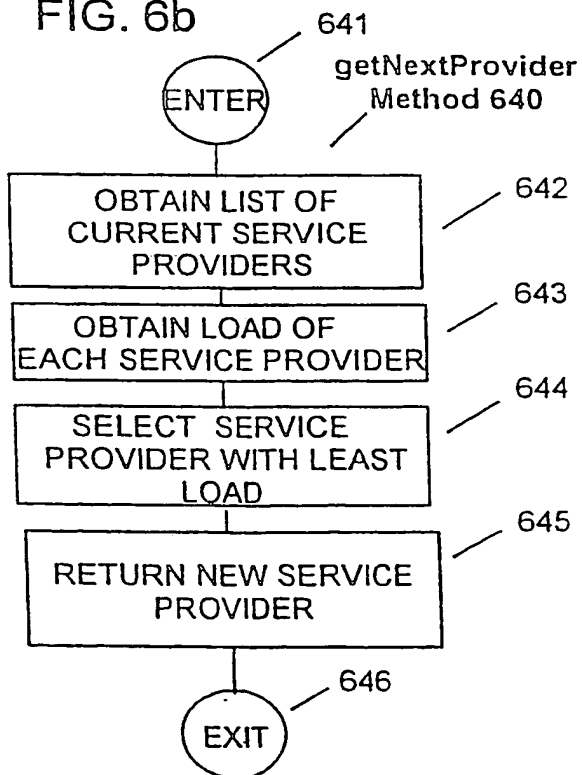 FIG. 6b
641
getNextProvider
Method 640
ENTER
OBTAIN LIST OF
CURRENT SERVICE
PROVIDERS
642
OBTAIN LOAD OF
EACH SERVICE PROVIDER
643
SELECT SERVICE
PROVIDER WITH LEAST
LOAD
644
RETURN NEW SERVICE
PROVIDER
645
646
EXIT